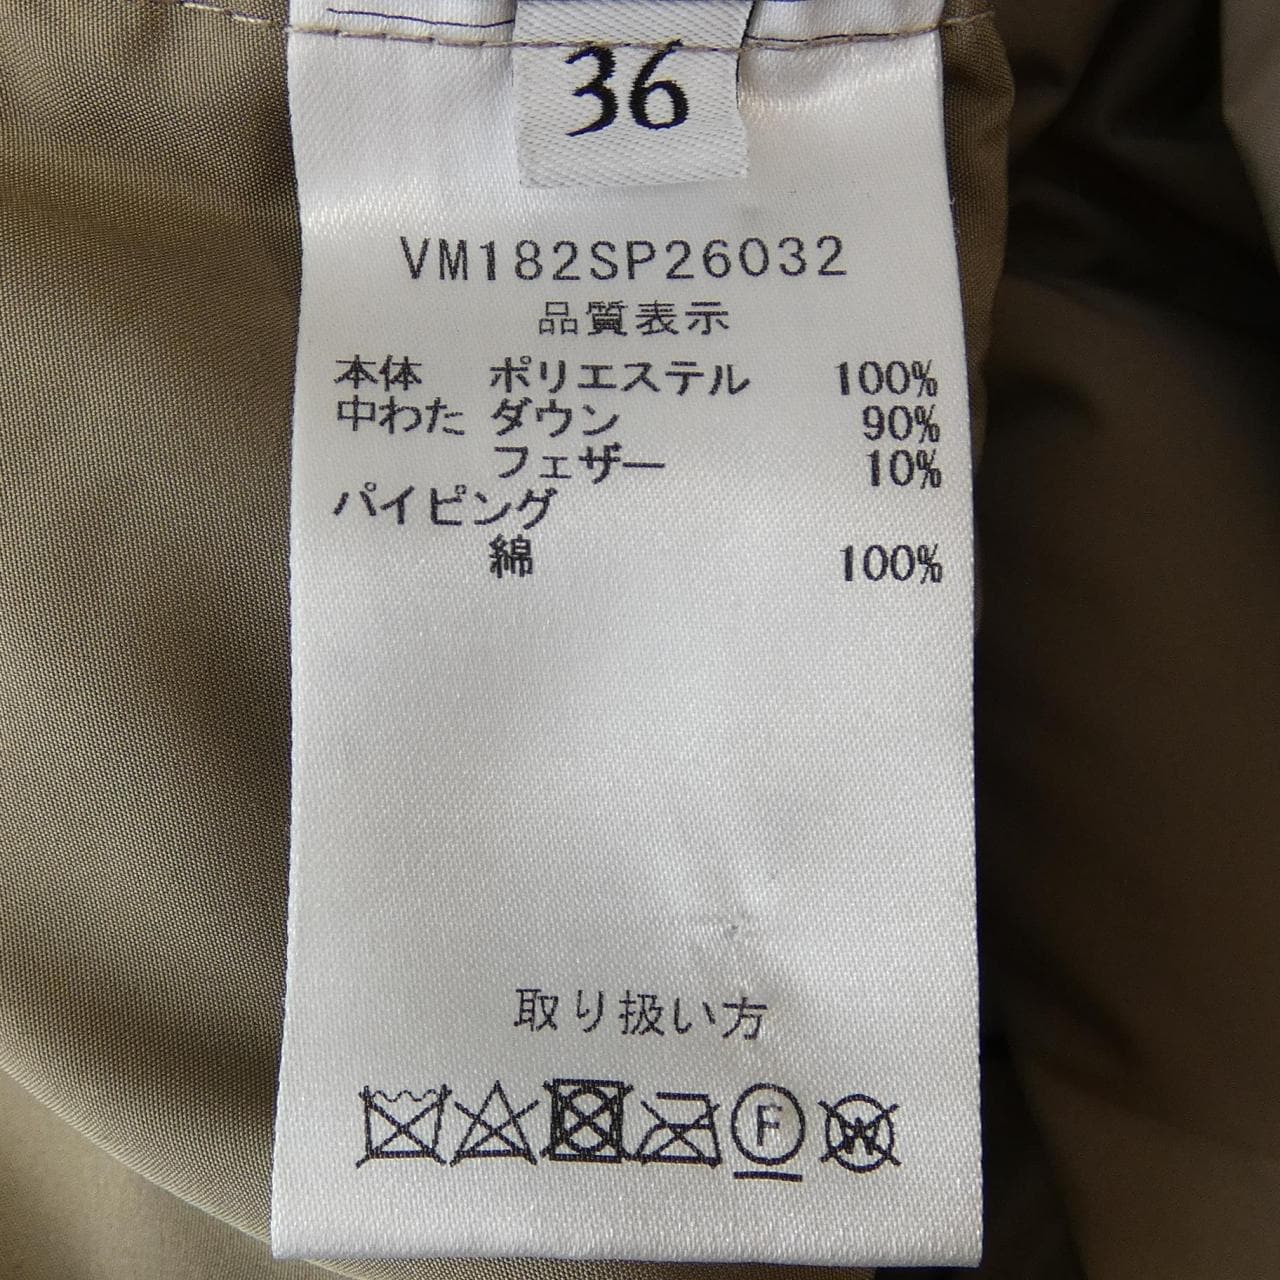 36
VM182SP26032
品質表示
本体 ポリエステル 100%
中わた ダウン 90%
フェザー 10%
パイピング
綿 100%
取り扱い方
F W